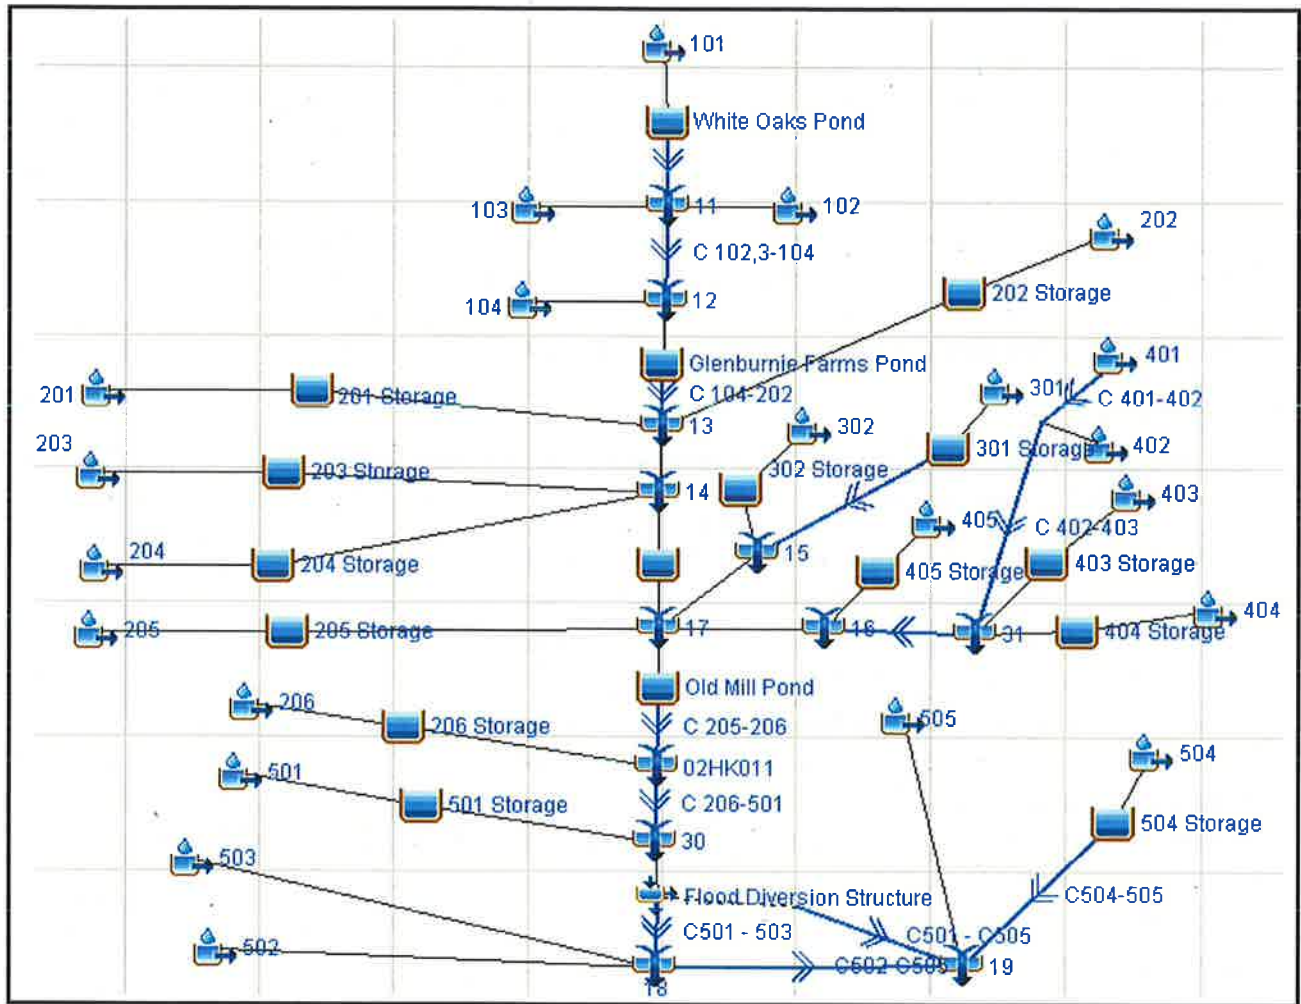 101
White Oaks Pond
103
11
102
202
C 102,3-104
104
12
202 Storage
Glenburnie Farms Pond
401
201
201 Storage
C 104-202
301
C 401-402
13
302
203
301 Storage
402
203 Storage
302 Storage
14
403
405
C 402-403
204
15
204 Storage
405 Storage
403 Storage
404
205
205 Storage
17
16
31
404 Storage
Old Mill Pond
206
206 Storage
C 205-206
505
02HK011
504
501
501 Storage
C 206-501
504 Storage
30
503
Flood Diversion Structure
C504-505
C501 - 503
C501 - C505
502
C502-C505
19
18